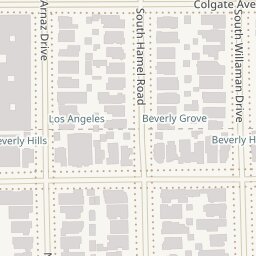 Colgate Ave
Arnaz Drive
South Hamel Road
South Willaman Drive
Los Angeles
Beverly Grove
Beverly Hills
Beverly H